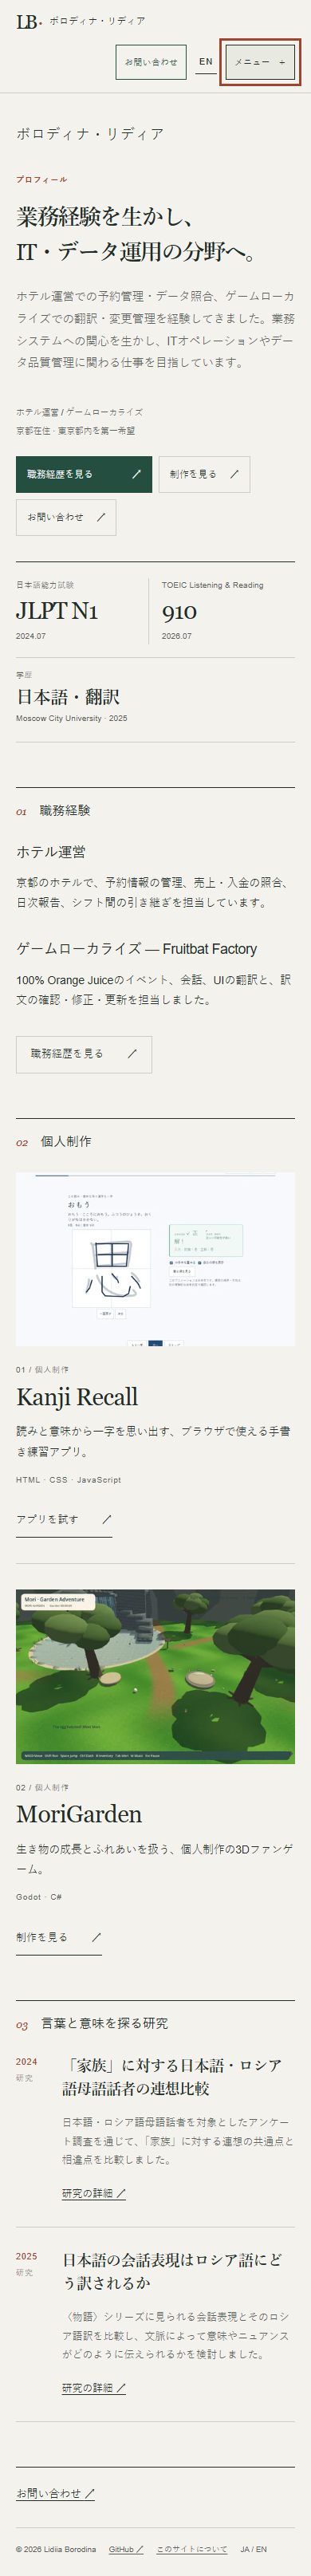 LB. ボロディナ・リディア
お問い合わせ EN メニュー +
ボロディナ・リディア
プロフィール
業務経験を生かし、
IT・データ運用の分野へ。
ホテル運営での予約管理・データ照合、ゲームローカ
ライズでの翻訳・変更管理を経験してきました。業務
システムへの関心を生かし、ITオペレーションやデー
タ品質管理に関わる仕事を目指しています。
ホテル運営 / ゲームローカライズ
京都在住・東京都内を第一希望
職務経歴を見る ↗ 制作を見る ↗
お問い合わせ ↗
日本語能力試験 TOEIC Listening & Reading
JLPT N1 910
2024.07 2026.07
学歴
日本語・翻訳
Moscow City University · 2025
01 職務経験
ホテル運営
京都のホテルで、予約情報の管理、売上・入金の照合、
日次報告、シフト間の引き継ぎを担当しています。
ゲームローカライズ — Fruitbat Factory
100% Orange Juiceのイベント、会話、UIの翻訳と、訳
文の確認・修正・更新を担当しました。
職務経歴を見る ↗
02 個人制作
おもう
思
01 / 個人制作
Kanji Recall
読みと意味から一字を思い出す、ブラウザで使える手書
き練習アプリ。
HTML · CSS · JavaScript
アプリを試す ↗
Mori · Garden Adventure
02 / 個人制作
MoriGarden
生き物の成長とふれあいを扱う、個人制作の3Dファンゲ
ーム。
Godot · C#
制作を見る ↗
03 言葉と意味を探る研究
2024
研究
「家族」に対する日本語・ロシア
語母語話者の連想比較
日本語・ロシア語母語話者を対象としたアンケー
ト調査を通じて、「家族」に対する連想の共通点と
相違点を比較しました。
研究の詳細 ↗
2025
研究
日本語の会話表現はロシア語にど
う訳されるか
〈物語〉シリーズに見られる会話表現とそのロシ
ア語訳を比較し、文脈によって意味やニュアンス
がどのように伝えられるかを検討しました。
研究の詳細 ↗
お問い合わせ ↗
© 2026 Lidiia Borodina GitHub ↗ このサイトについて JA / EN